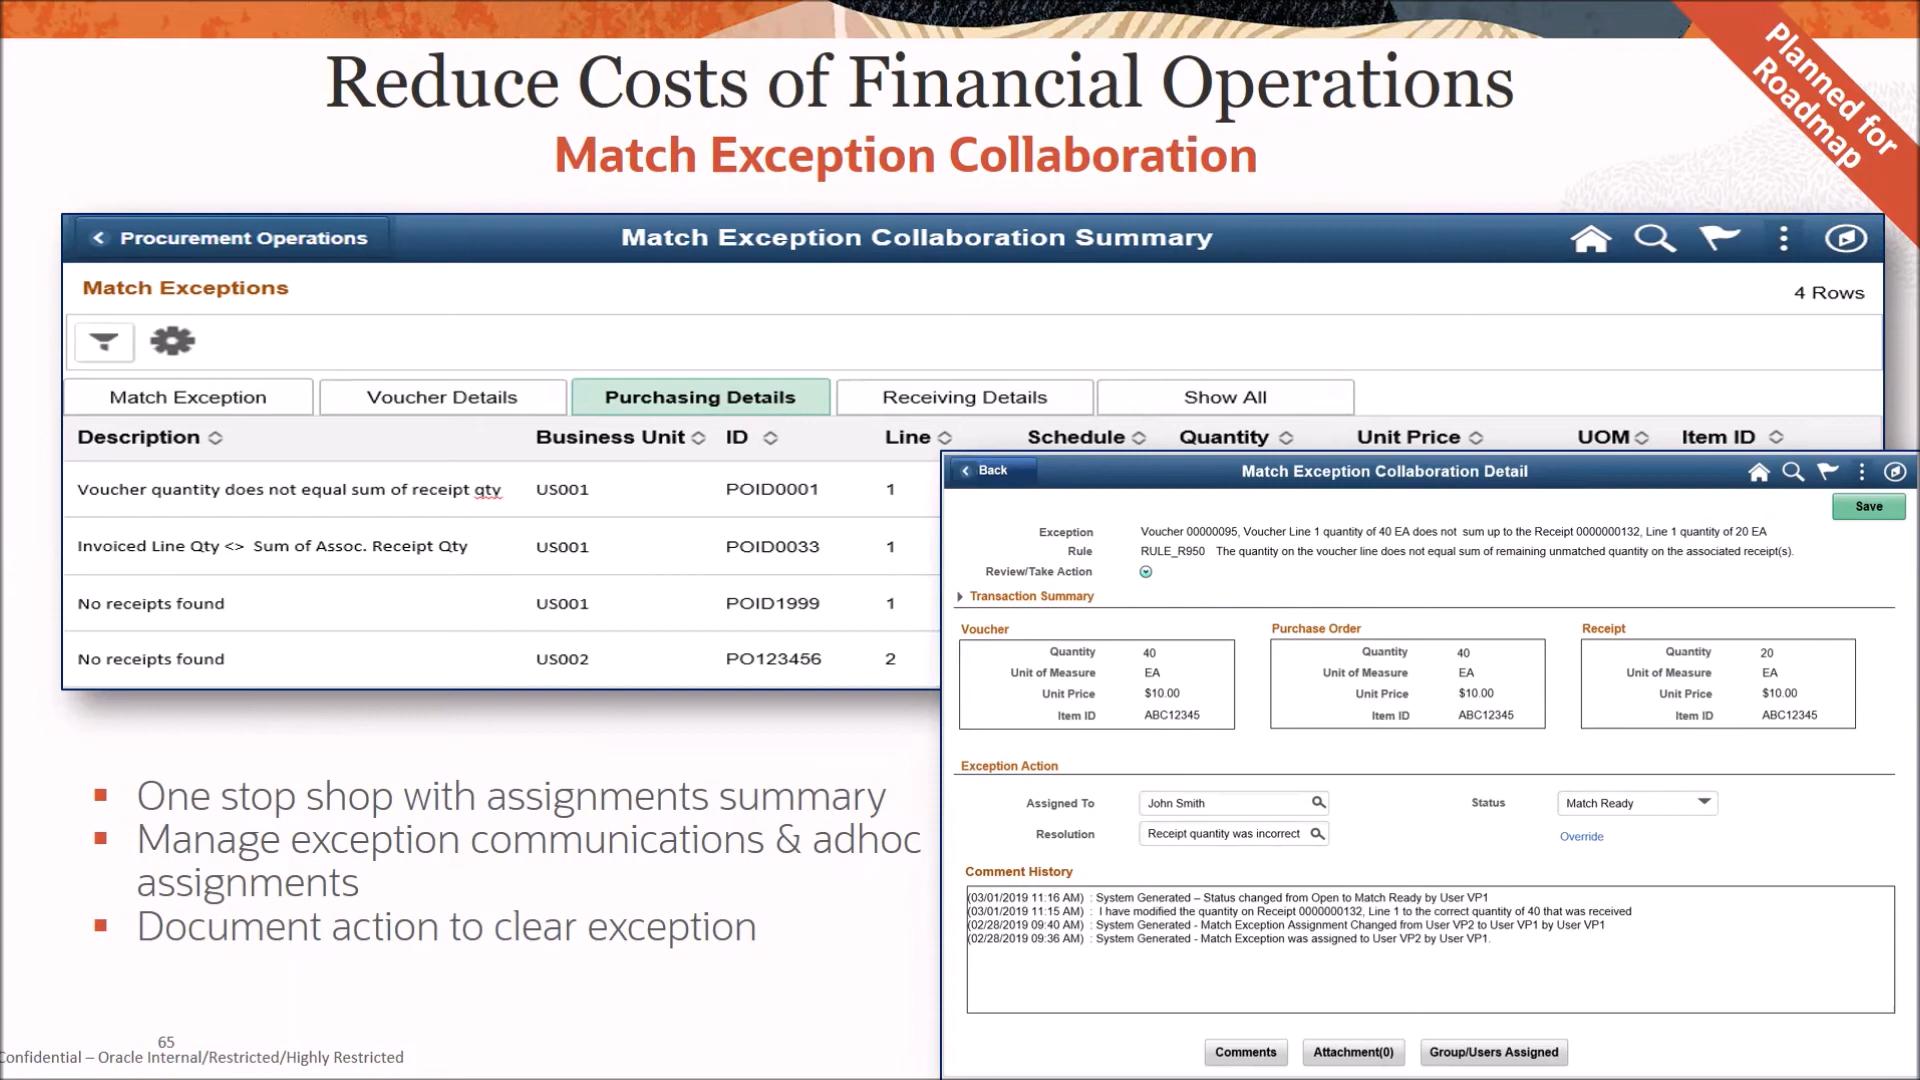 Planned for
Roadmap
Reduce Costs of Financial Operations
Match Exception Collaboration
Procurement Operations
Match Exception Collaboration Summary
Match Exceptions
4 Rows
Match Exception
Voucher Details
Purchasing Details
Receiving Details
Show All
Description Business Unit ID Line Schedule Quantity Unit Price UOM Item ID
Voucher quantity does not equal sum of receipt qty US001 POID0001 1
Invoiced Line Qty <> Sum of Assoc. Receipt Qty US001 POID0033 1
No receipts found US001 POID1999 1
No receipts found US002 PO123456 2
Back
Match Exception Collaboration Detail
Save
Exception Voucher 00000095, Voucher Line 1 quantity of 40 EA does not sum up to the Receipt 0000000132, Line 1 quantity of 20 EA
Rule RULE_R950 The quantity on the voucher line does not equal sum of remaining unmatched quantity on the associated receipt(s).
Review/Take Action
Transaction Summary
Voucher
Quantity 40
Unit of Measure EA
Unit Price $10.00
Item ID ABC12345
Purchase Order
Quantity 40
Unit of Measure EA
Unit Price $10.00
Item ID ABC12345
Receipt
Quantity 20
Unit of Measure EA
Unit Price $10.00
Item ID ABC12345
Exception Action
Assigned To John Smith Status Match Ready
Resolution Receipt quantity was incorrect Override
Comment History
(03/01/2019 11:16 AM) : System Generated – Status changed from Open to Match Ready by User VP1
(03/01/2019 11:15 AM) : I have modified the quantity on Receipt 0000000132, Line 1 to the correct quantity of 40 that was received
(02/28/2019 09:40 AM) : System Generated - Match Exception Assignment Changed from User VP2 to User VP1 by User VP1
(02/28/2019 09:36 AM) : System Generated - Match Exception was assigned to User VP2 by User VP1.
Comments
Attachment(0)
Group/Users Assigned
▪ One stop shop with assignments summary
▪ Manage exception communications & adhoc
assignments
▪ Document action to clear exception
65
Confidential – Oracle Internal/Restricted/Highly Restricted